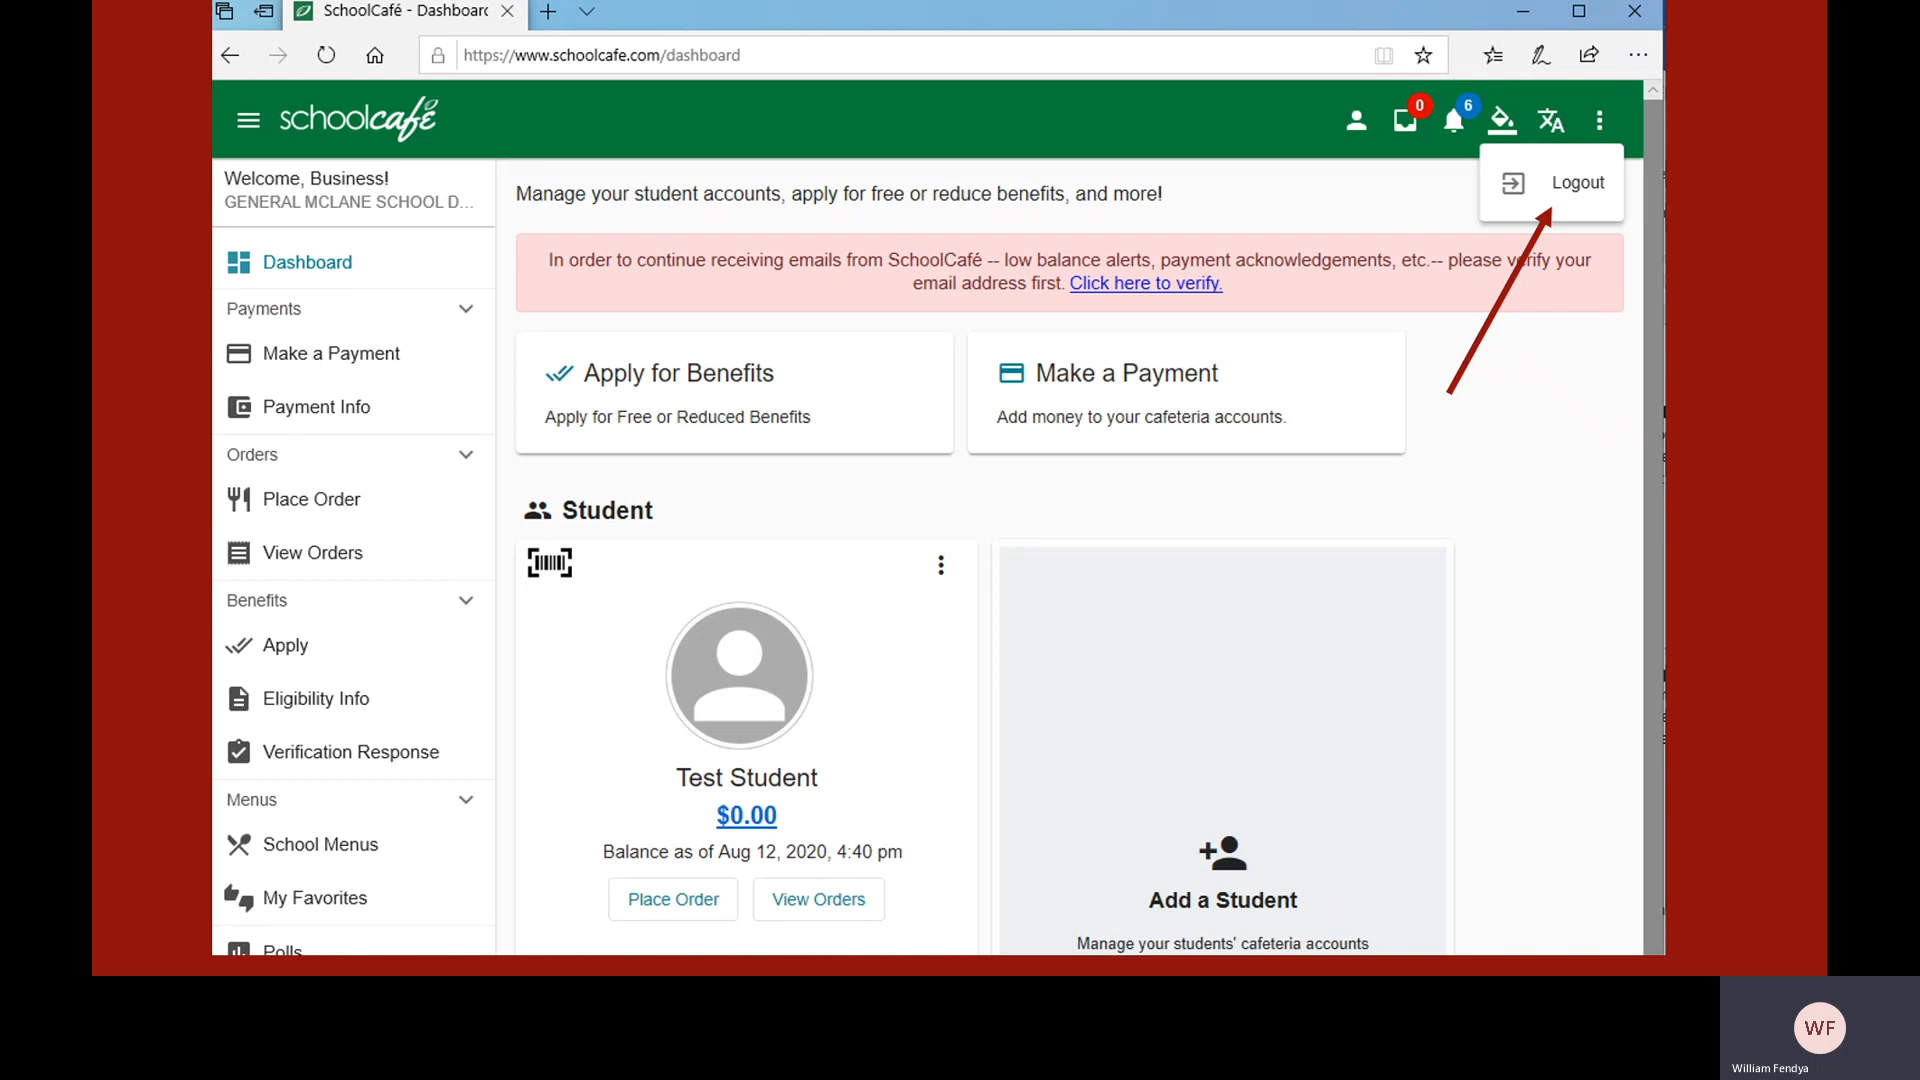 SchoolCafé - Dashboard
https://www.schoolcafe.com/dashboard
schoolcafé
0
6
Logout
Welcome, Business!
GENERAL MCLANE SCHOOL D...
Dashboard
Payments
Make a Payment
Payment Info
Orders
Place Order
View Orders
Benefits
Apply
Eligibility Info
Verification Response
Menus
School Menus
My Favorites
Polls
Manage your student accounts, apply for free or reduce benefits, and more!
In order to continue receiving emails from SchoolCafé -- low balance alerts, payment acknowledgements, etc.-- please verify your
email address first. Click here to verify.
Apply for Benefits
Apply for Free or Reduced Benefits
Make a Payment
Add money to your cafeteria accounts.
Student
Test Student
$0.00
Balance as of Aug 12, 2020, 4:40 pm
Place Order
View Orders
Add a Student
Manage your students' cafeteria accounts
WF
William Fendya